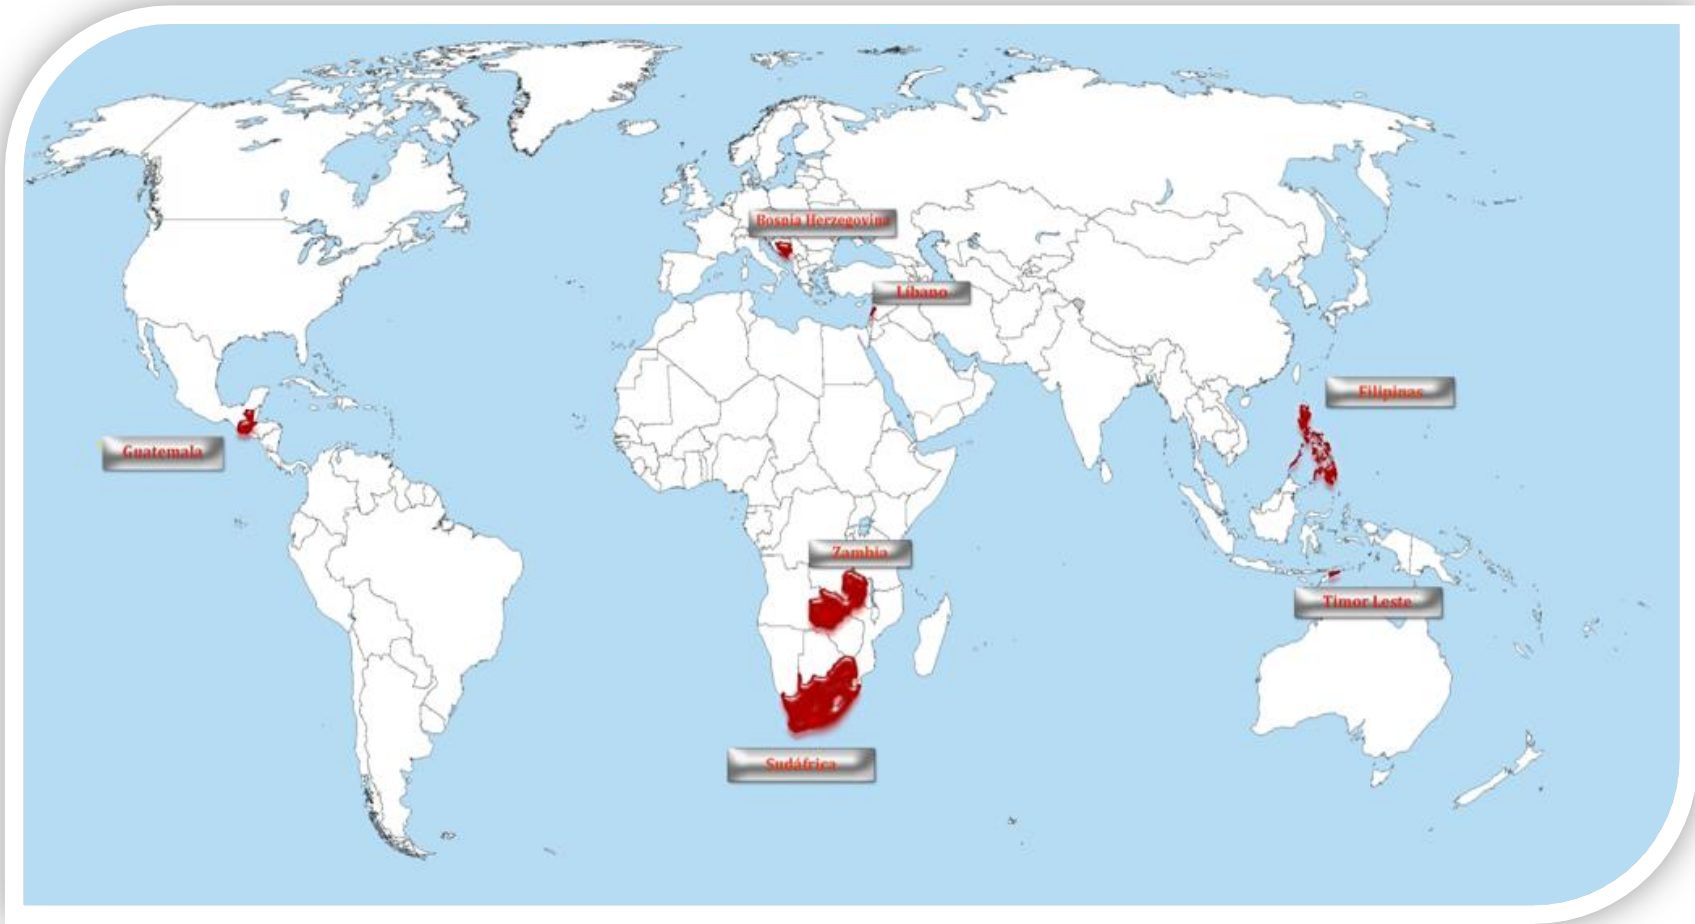 Bosnia Herzegovina
Líbano
Filipinas
Guatemala
Zambia
Timor Leste
Sudáfrica